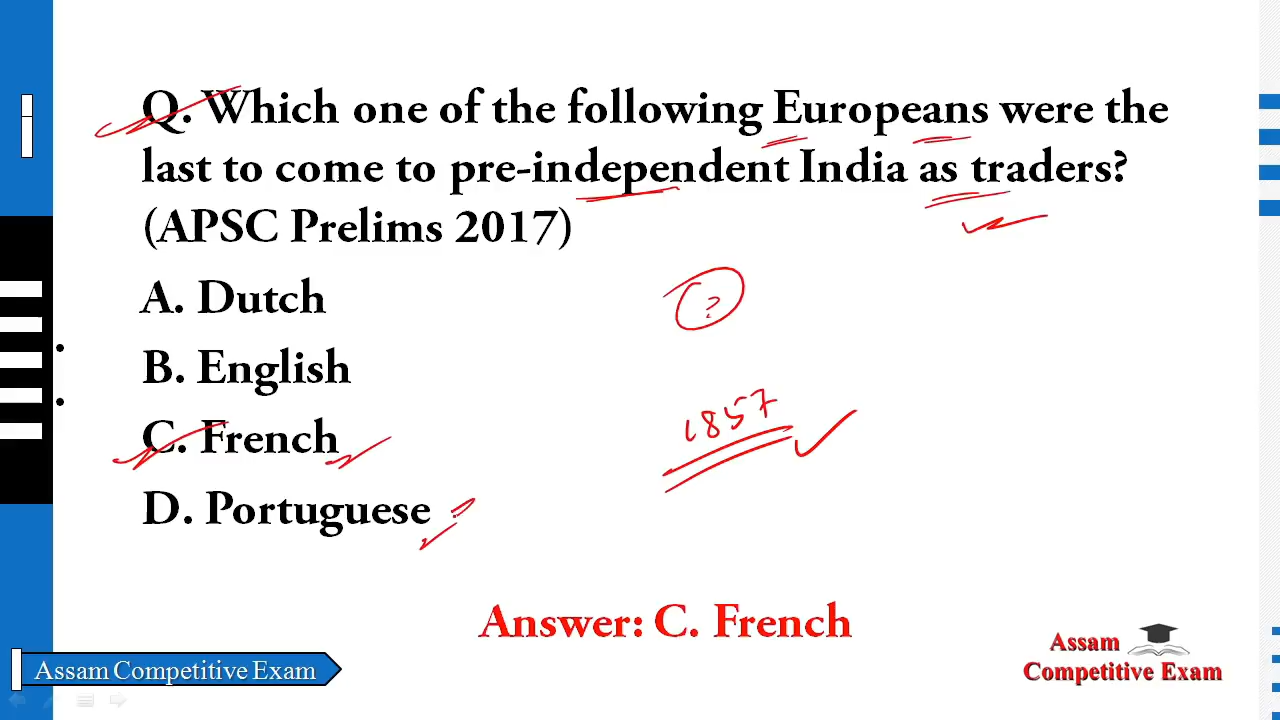 Q. Which one of the following Europeans were the
last to come to pre-independent India as traders?
(APSC Prelims 2017)
A. Dutch
B. English
C. French
D. Portuguese
?
1857
Answer: C. French
Assam Competitive Exam
Assam
Competitive Exam